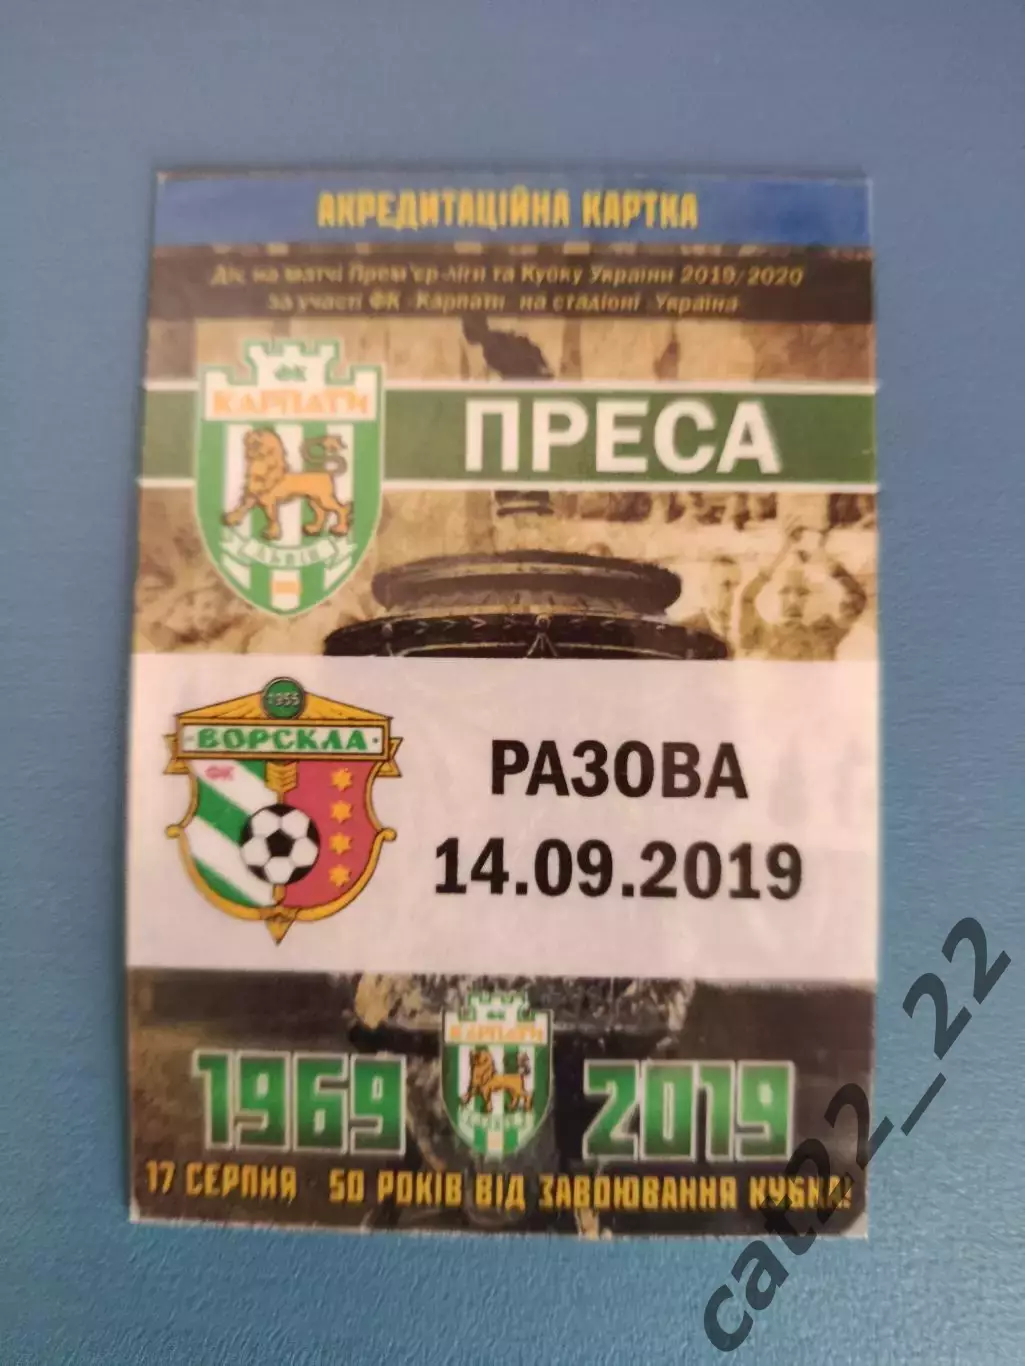 АКРЕДИТАЦІЙНА КАРТКА
Діє на матчі Прем'єр-ліги та Кубку України 2019/2020
за участі ФК Карпати на стадіоні Україна
ФК
КАРПАТИ
ЛЬВІВ
ПРЕСА
1955
ВОРСКЛА
ФК
РАЗОВА
14.09.2019
ФК
КАРПАТИ
ЛЬВІВ
1969 2019
17 СЕРПНЯ - 50 РОКІВ ВІД ЗАВОЮВАННЯ КУБКА!
cat22_22